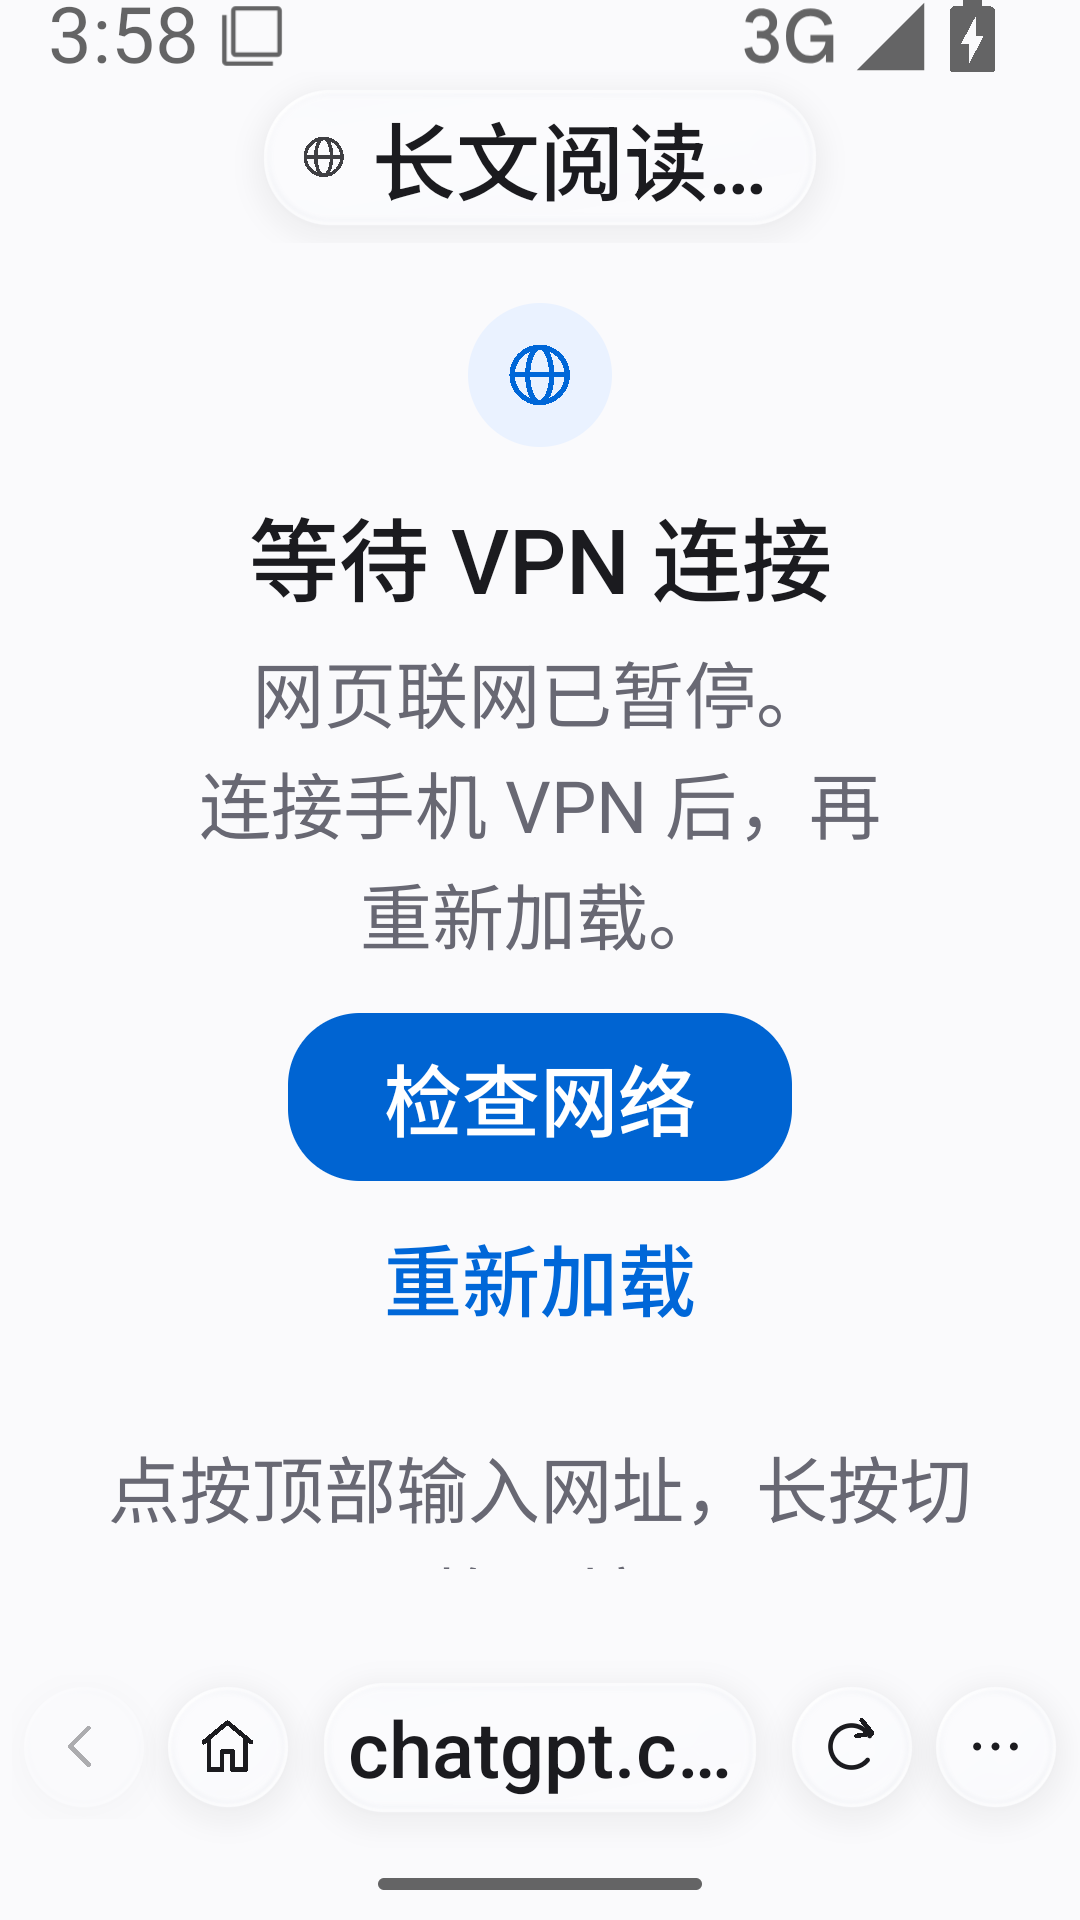 3:58
3G
长文阅读...
等待 VPN 连接
网页联网已暂停。
连接手机 VPN 后，再
重新加载。
检查网络
重新加载
点按顶部输入网址，长按切
chatgpt.c...